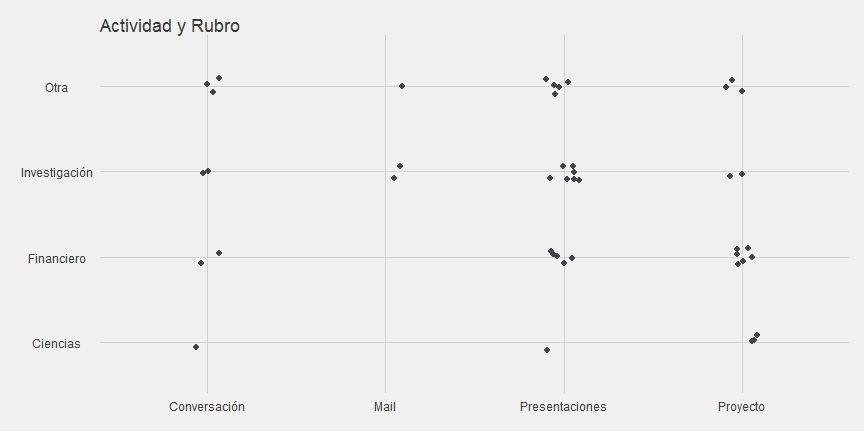 Actividad y Rubro
Otra
Investigación
Financiero
Ciencias
Conversación Mail Presentaciones Proyecto